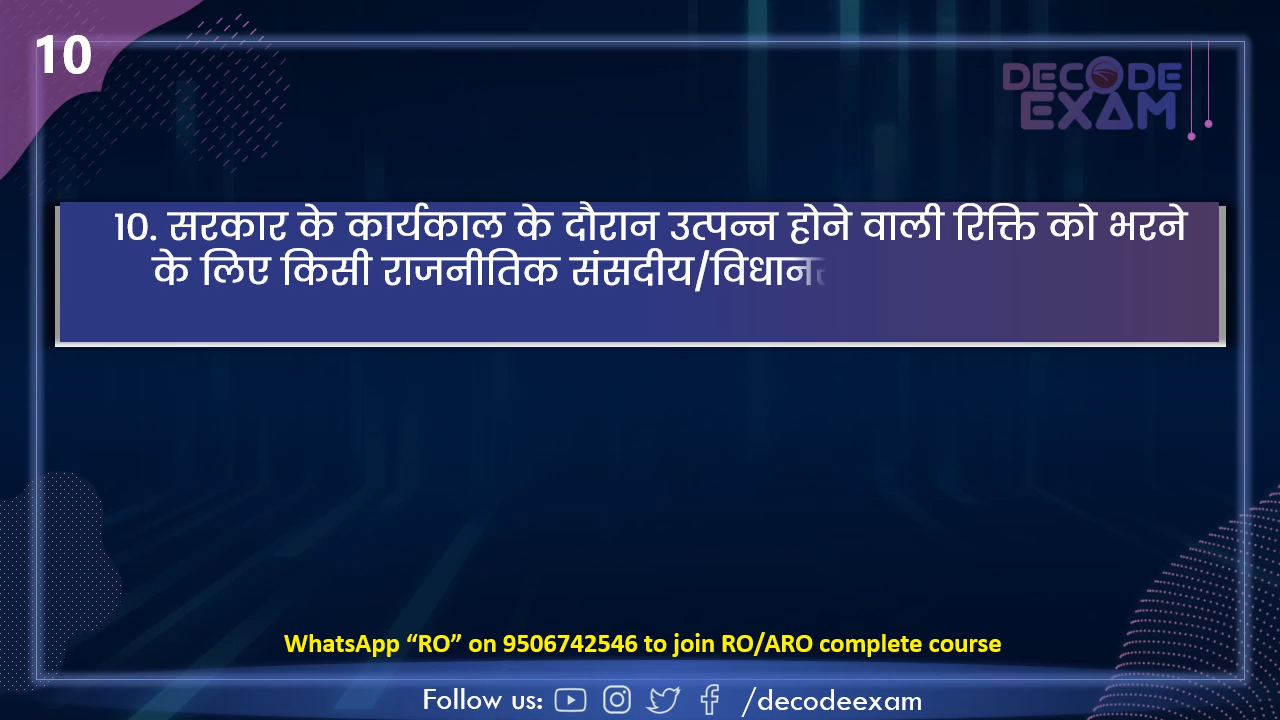 10
DECODE
EXAM
10. सरकार के कार्यकाल के दौरान उत्पन्न होने वाली रिक्ति को भरने
के लिए किसी राजनीतिक संसदीय/विधान
WhatsApp “RO” on 9506742546 to join RO/ARO complete course
Follow us: /decodeexam